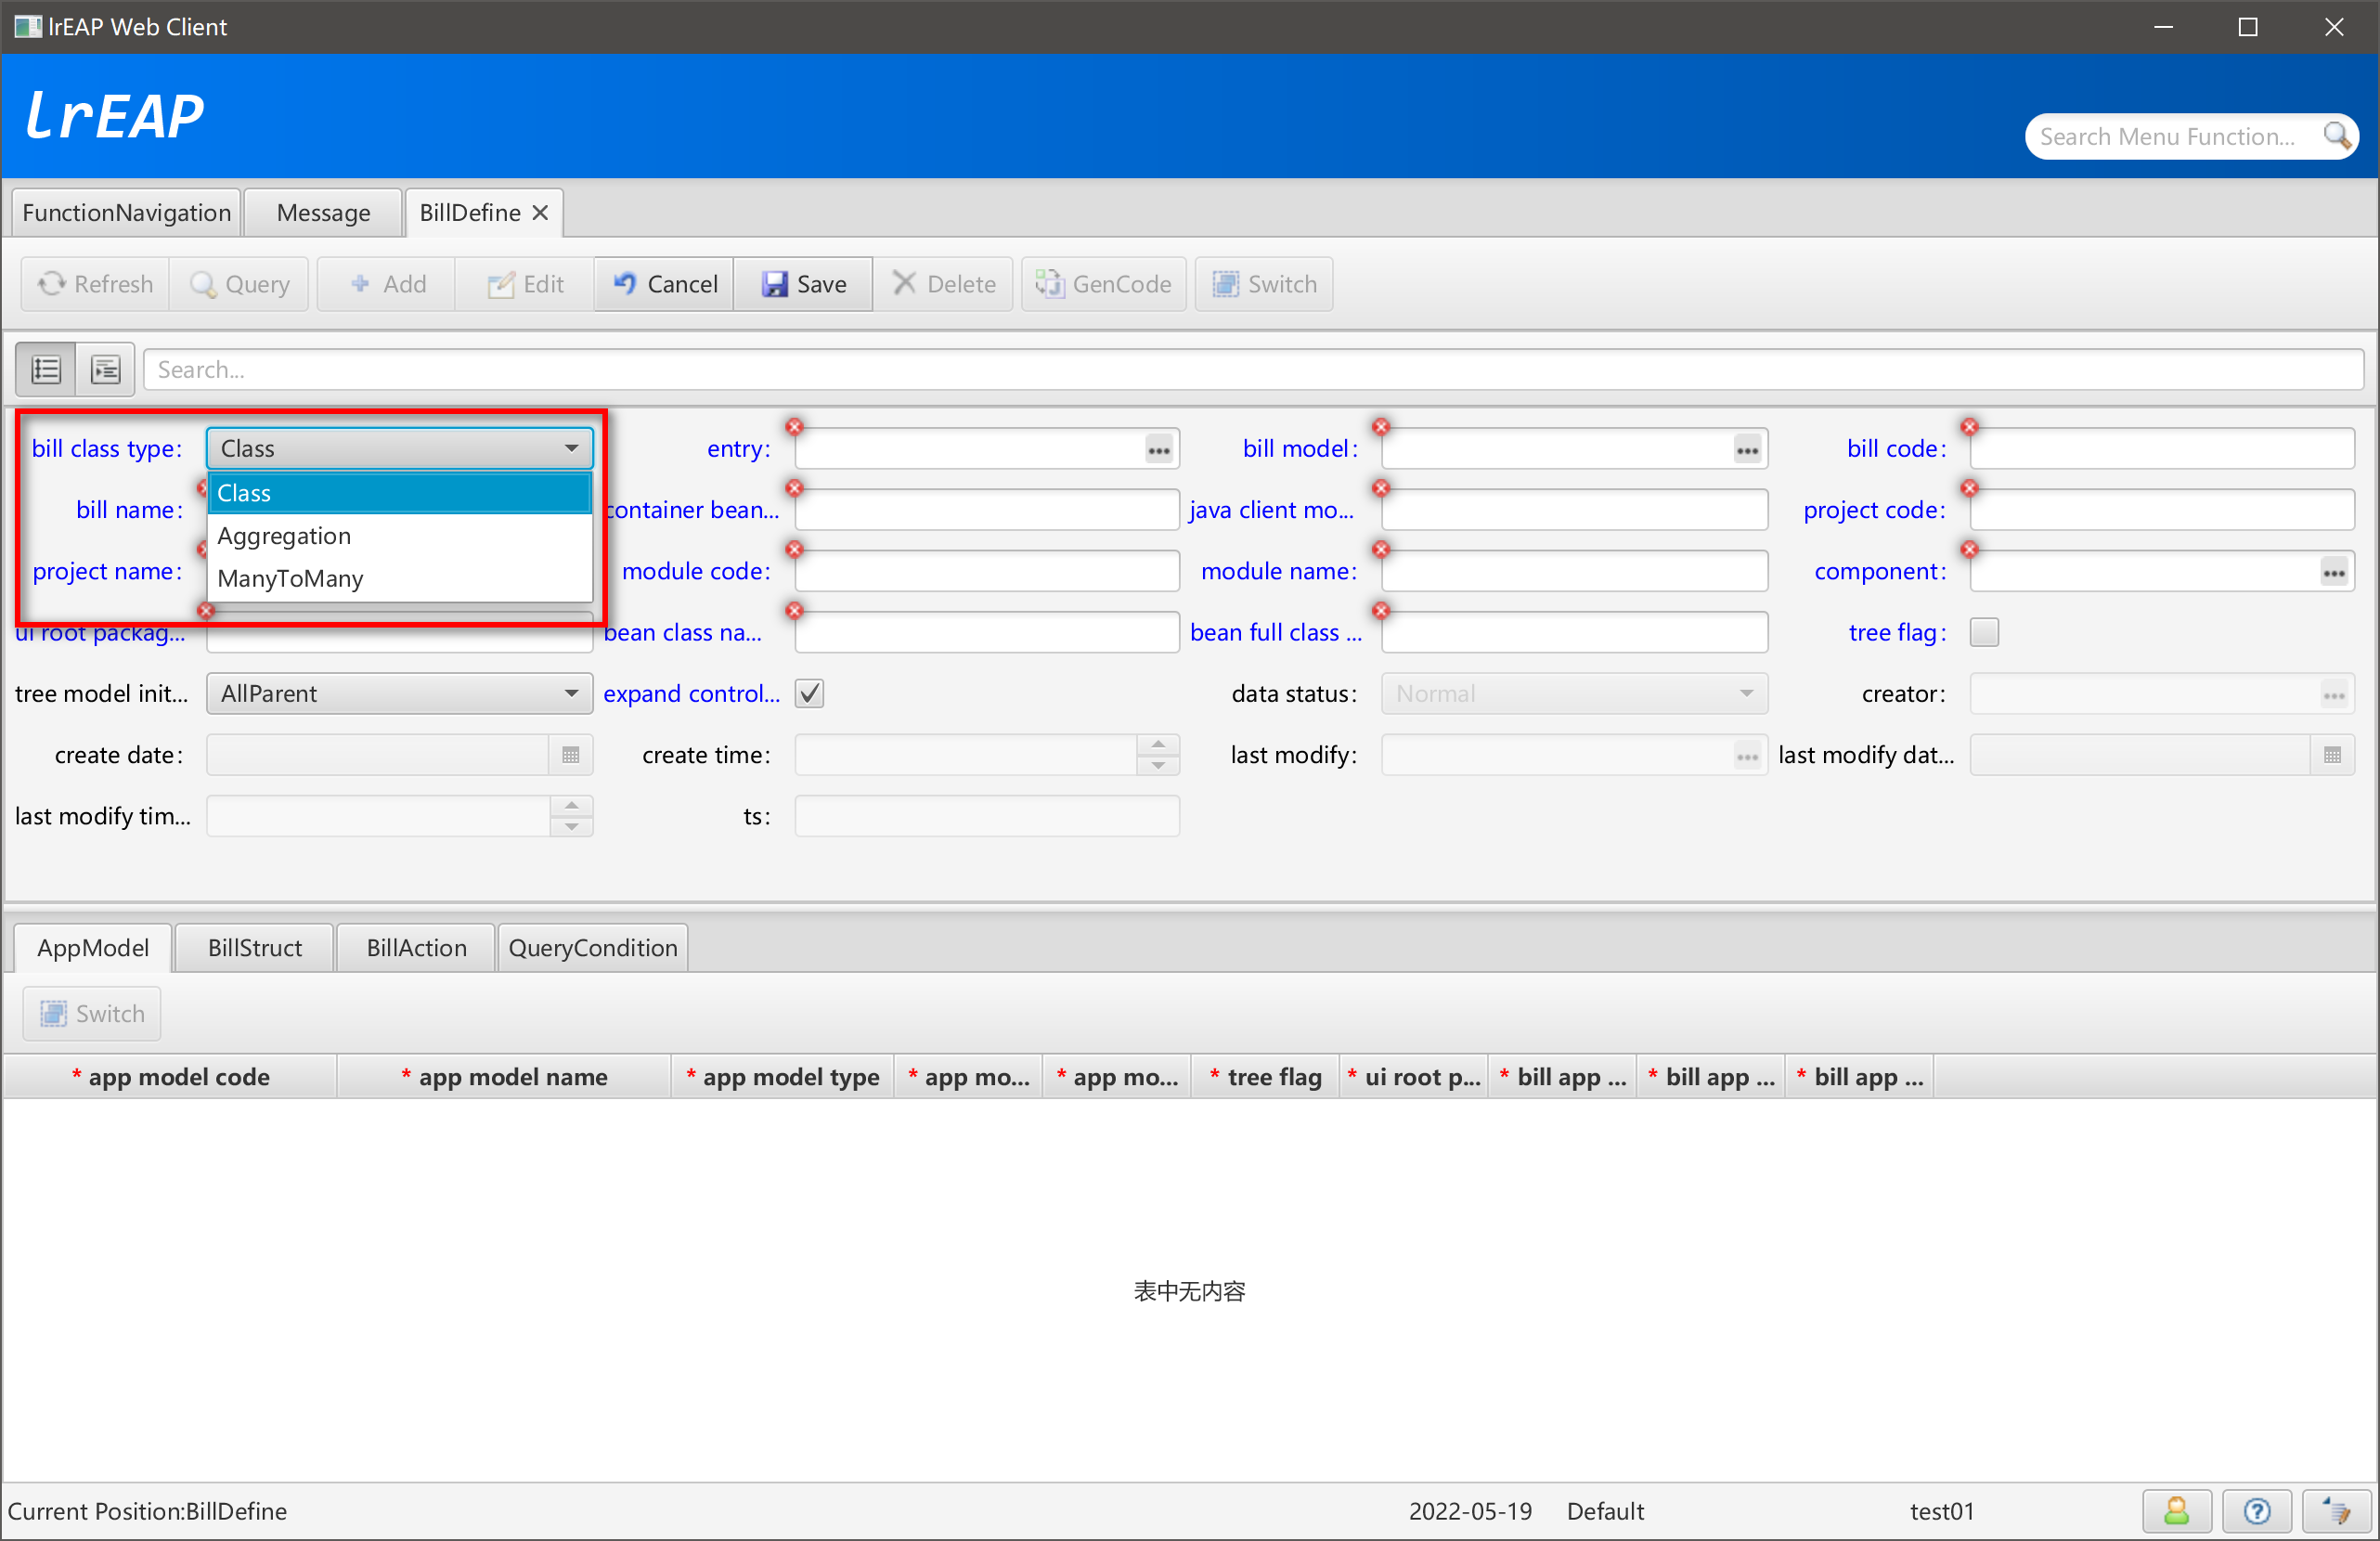 lrEAP Web Client
lrEAP
Search Menu Function...
FunctionNavigation Message BillDefine
Refresh Query Add Edit Cancel Save Delete GenCode Switch
Search...
bill class type: Class entry: bill model: bill code:
Class
bill name: container bean... java client mo... project code:
Aggregation
project name: ManyToMany module code: module name: component:
ui root packag... bean class na... bean full class ... tree flag:
tree model init... AllParent expand control... data status: Normal creator:
create date: create time: last modify: last modify dat...
last modify tim... ts:
AppModel BillStruct BillAction QueryCondition
Switch
* app model code * app model name * app model type * app mo... * app mo... * tree flag * ui root p... * bill app ... * bill app ... * bill app ...
表中无内容
Current Position:BillDefine 2022-05-19 Default test01